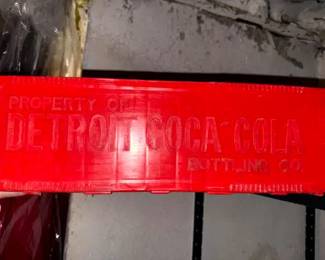 PROPERTY OF
DETROIT COCA-COLA
BOTTLING CO.